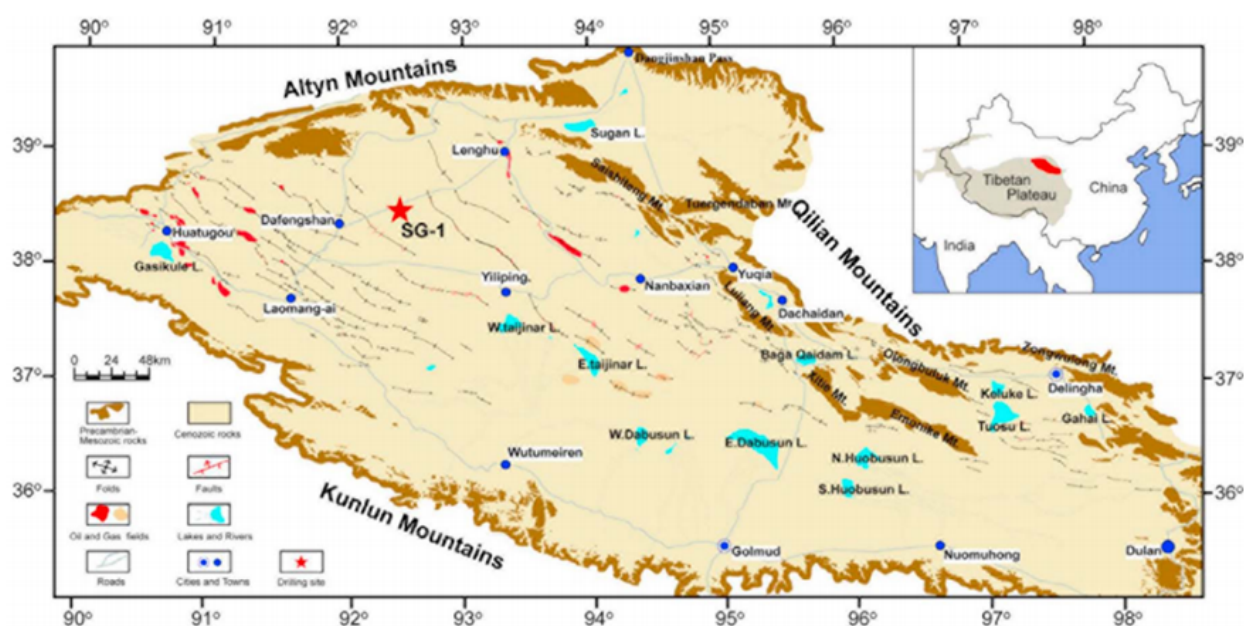 90° 91° 92° 93° 94° 95° 96° 97° 98°
Dangjinshan Pass
Altyn Mountains
Sugan L.
39°
39°
Lenghu
Saishiteng Mt.
Tuergendaban Mt.
Tibetan
Plateau
China
India
Dafengshan
SG-1
Huatugou
Qilian Mountains
38°
38°
Gasikule L.
Yiliping.
Nanbaxian
Yuqia
Laomang-ai
Luliang Mt.
Dachaidan
W.taijinar L.
0 24 48km
Baga Qaidam L.
Olongbuluk Mt.
Zongwulong Mt.
E.taijinar L.
37°
37°
Xitie Mt.
Delingha
Keluke L.
Tuosu L.
Gahai L.
Precambrian-
Mesozoic rocks
Cenozoic rocks
W.Dabusun L.
E.Dabusun L.
Emonike Mt.
Wutumeiren
N.Huobusun L.
Folds
Faults
S.Huobusun L.
36°
36°
Kunlun Mountains
Oil and Gas fields
Lakes and Rivers
Golmud
Nuomuhong
Dulan
Roads
Cities and Towns
Drilling site
90° 91° 92° 93° 94° 95° 96° 97° 98°